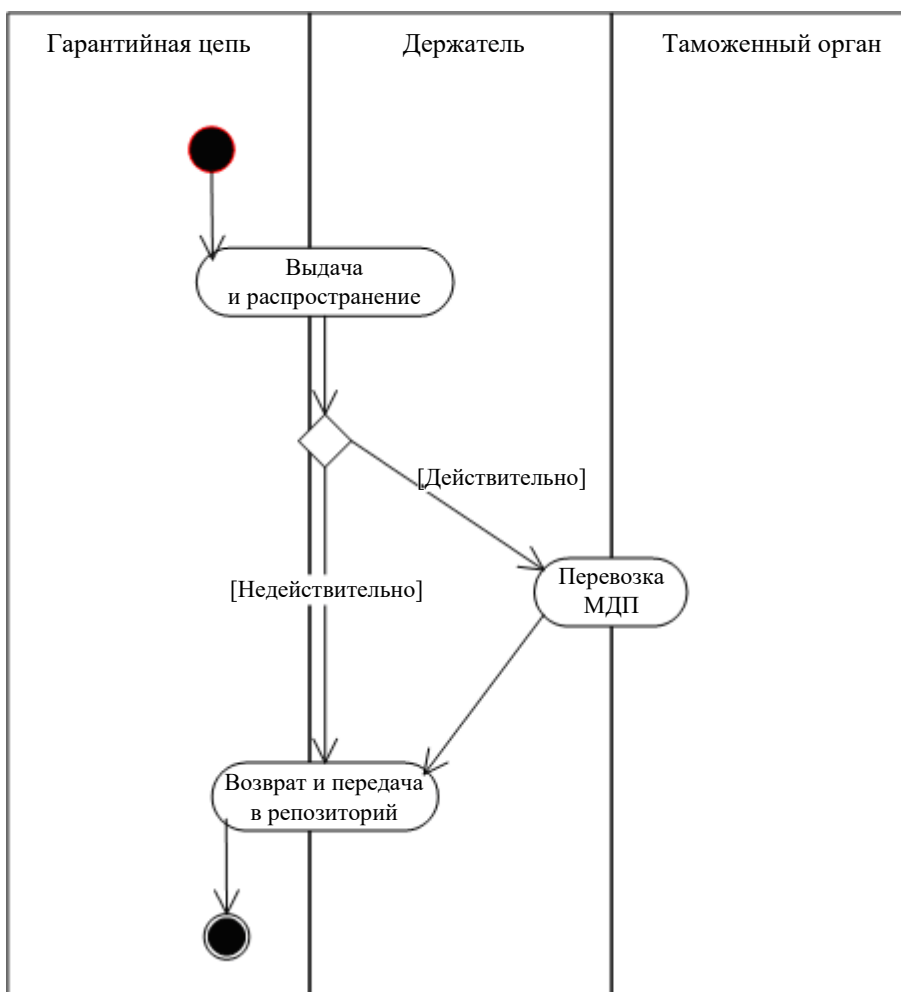 Гарантийная цепь
Держатель
Таможенный орган
Выдача
и распространение
[Действительно]
Перевозка
МДП
[Недействительно]
Возврат и передача
в репозиторий